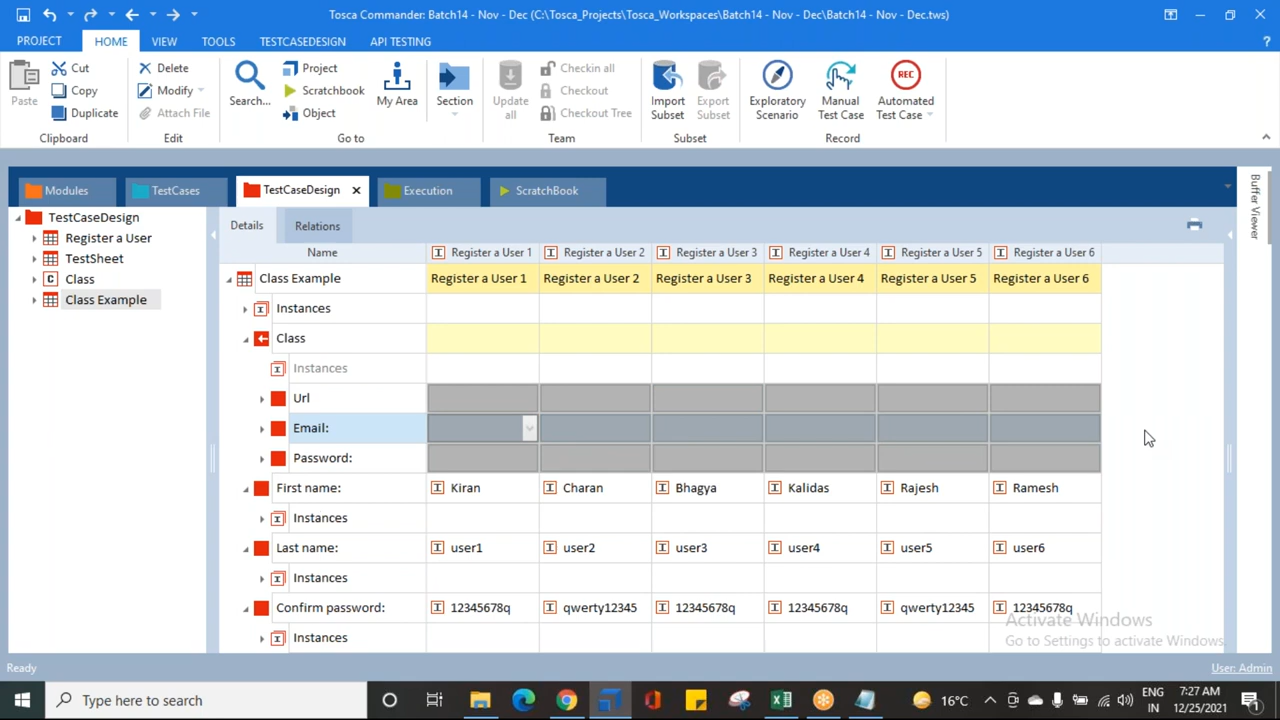 Tosca Commander: Batch14 - Nov - Dec (C:\Tosca_Projects\Tosca_Workspaces\Batch14 - Nov - Dec\Batch14 - Nov - Dec.tws)
PROJECT HOME VIEW TOOLS TESTCASEDESIGN API TESTING ?
Paste Cut Copy Duplicate Clipboard
Delete Modify Attach File Edit
Search... Project Scratchbook Object My Area Section Go to
Update all Checkin all Checkout Checkout Tree Team
Import Subset Export Subset Subset
Exploratory Scenario Manual Test Case REC Automated Test Case Record
Modules TestCases TestCaseDesign Execution ScratchBook
Buffer Viewer
TestCaseDesign
Register a User
TestSheet
C Class
Class Example
Details Relations
Name Register a User 1 Register a User 2 Register a User 3 Register a User 4 Register a User 5 Register a User 6
Class Example Register a User 1 Register a User 2 Register a User 3 Register a User 4 Register a User 5 Register a User 6
Instances
Class
Instances
Url
Email:
Password:
First name: Kiran Charan Bhagya Kalidas Rajesh Ramesh
Instances
Last name: user1 user2 user3 user4 user5 user6
Instances
Confirm password: 12345678q qwerty12345 12345678q 12345678q qwerty12345 12345678q
Instances
Activate Windows
Go to Settings to activate Windows.
Ready User: Admin
Type here to search
16°C ENG IN 7:27 AM 12/25/2021 1